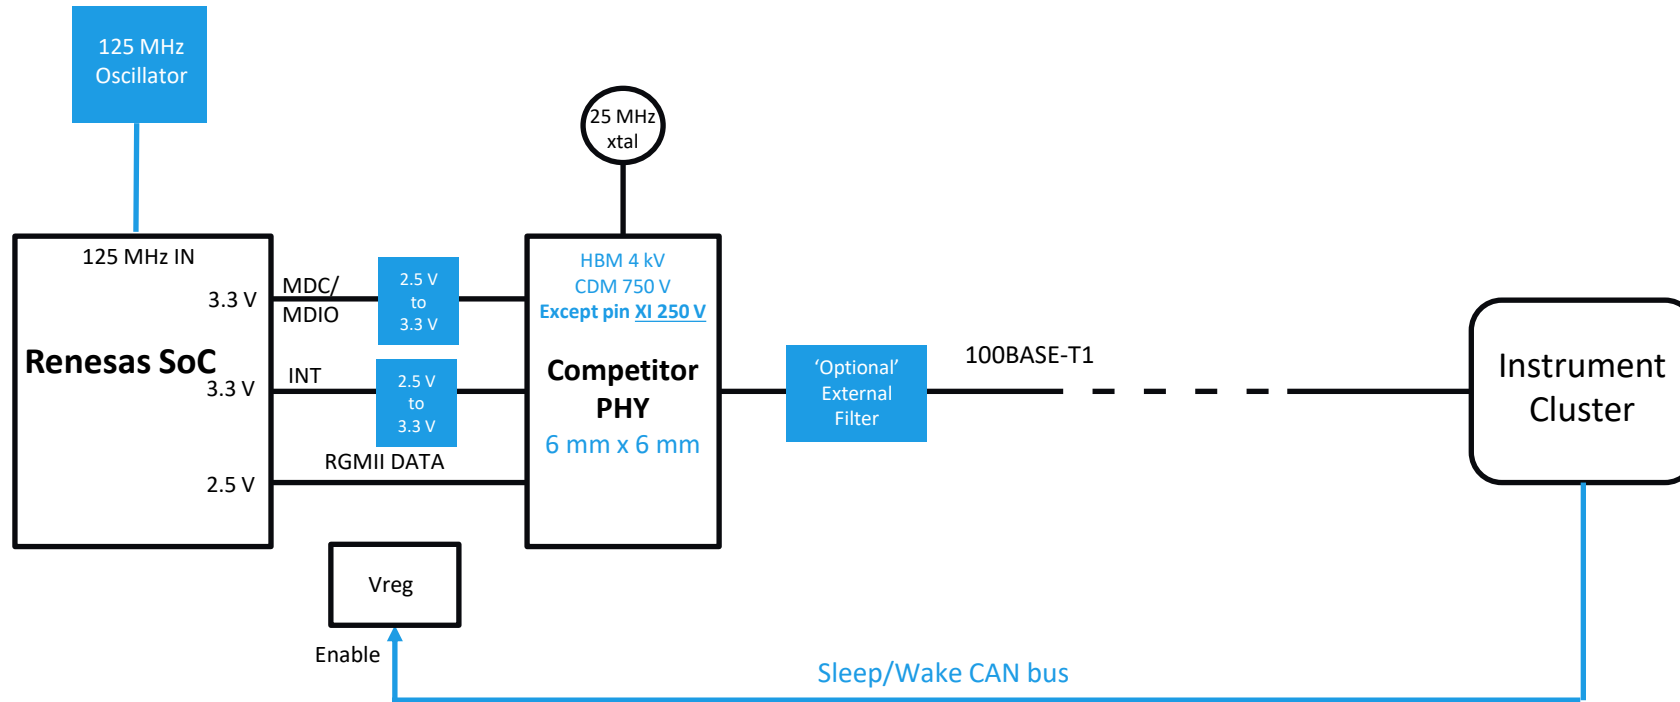 125 MHz
Oscillator
25 MHz
xtal
125 MHz IN
3.3 V
MDC/
MDIO
2.5 V
to
3.3 V
HBM 4 kV
CDM 750 V
Except pin XI 250 V
Renesas SoC
3.3 V
INT
2.5 V
to
3.3 V
Competitor
PHY
6 mm x 6 mm
'Optional'
External
Filter
100BASE-T1
Instrument
Cluster
RGMII DATA
2.5 V
Vreg
Enable
Sleep/Wake CAN bus